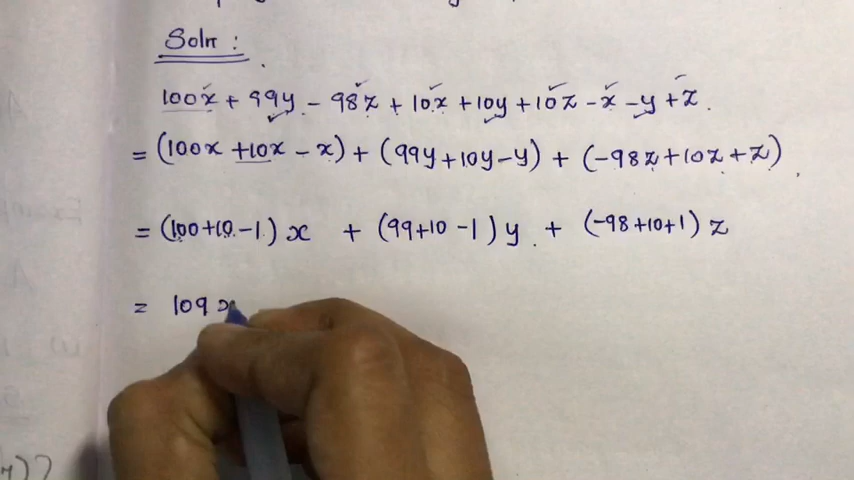 Soln :
100x + 99y - 98z + 10x + 10y + 10z - x - y + z.
= (100x + 10x - x) + (99y + 10y - y) + (-98z + 10z + z)
= (100+10-1) x + (99+10-1) y + (-98+10+1) z
= 109 x